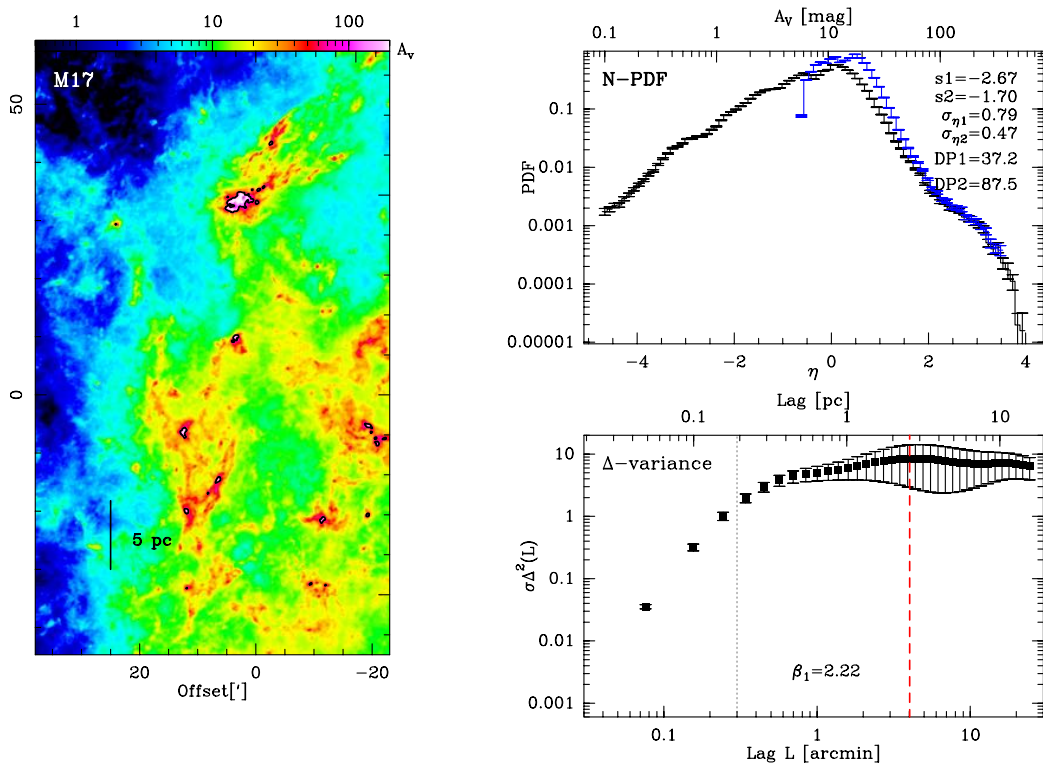 1 10 100
A_V
M17
50
0
5 pc
20 0 −20
Offset[']
A_V [mag]
0.1 1 10 100
N-PDF
s1=−2.67
s2=−1.70
σ_η1=0.79
σ_η2=0.47
DP1=37.2
DP2=87.5
PDF
0.1
0.01
0.001
0.0001
0.00001
−4 −2 0 2 4
η
Lag [pc]
0.1 1 10
Δ-variance
σΔ²(L)
10
1
0.1
0.01
0.001
β₁=2.22
0.1 1 10
Lag L [arcmin]